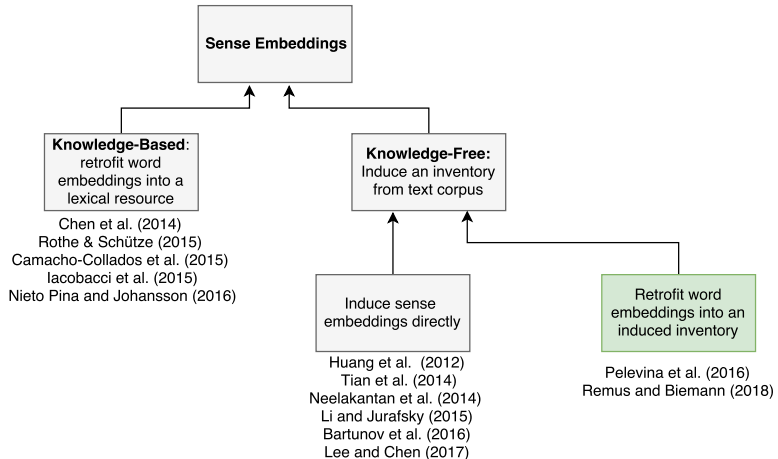 Sense Embeddings
Knowledge-Based:
retrofit word
embeddings into a
lexical resource
Chen et al. (2014)
Rothe & Schütze (2015)
Camacho-Collados et al. (2015)
Iacobacci et al. (2015)
Nieto Pina and Johansson (2016)
Knowledge-Free:
Induce an inventory
from text corpus
Induce sense
embeddings directly
Huang et al. (2012)
Tian et al. (2014)
Neelakantan et al. (2014)
Li and Jurafsky (2015)
Bartunov et al. (2016)
Lee and Chen (2017)
Retrofit word
embeddings into an
induced inventory
Pelevina et al. (2016)
Remus and Biemann (2018)